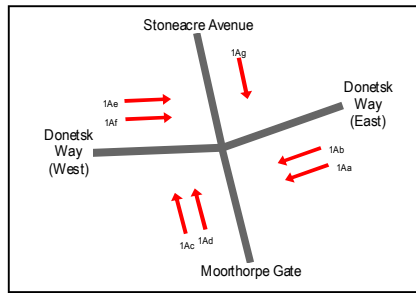 Stoneacre Avenue
1Ag
1Ae
1Af
Donetsk
Way
(East)
Donetsk
Way
(West)
1Ab
1Aa
1Ac
1Ad
Moorthorpe Gate